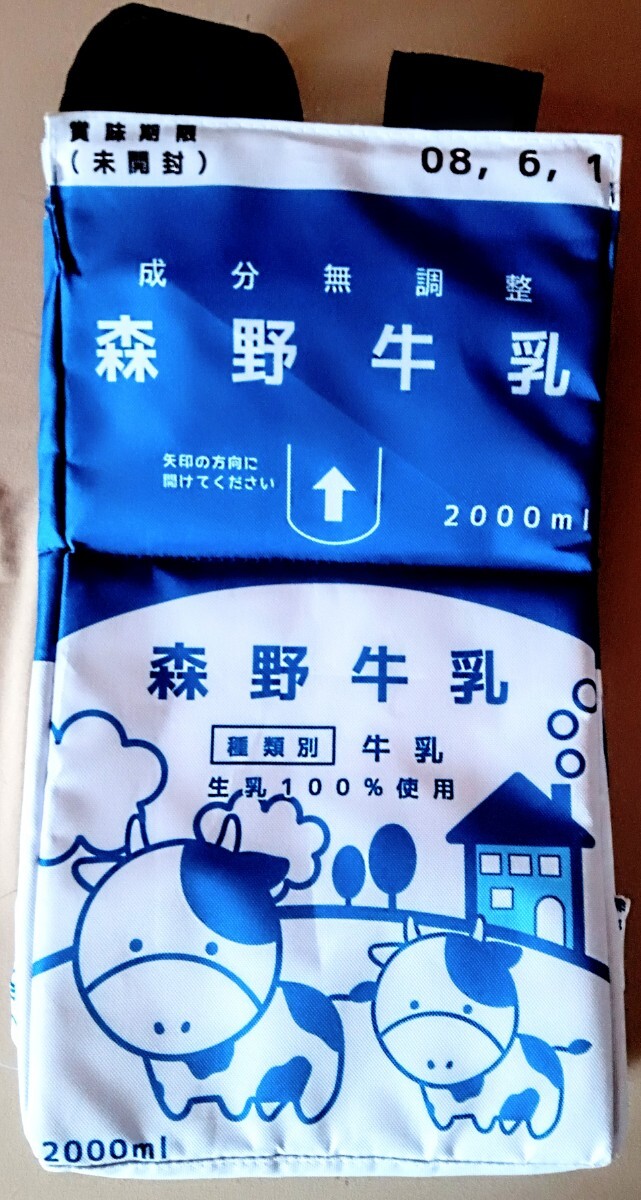 賞味期限
(未開封)
08, 6, 1
成分無調整
森野牛乳
矢印の方向に
開けてください
2000ml
森野牛乳
種類別 牛乳
生乳100%使用
2000ml